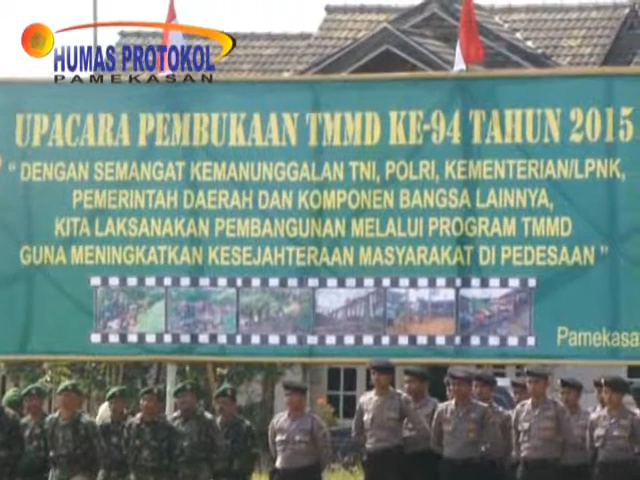 HUMAS PROTOKOL
PAMEKASAN
UPACARA PEMBUKAAN TMMD KE-94 TAHUN 2015
" DENGAN SEMANGAT KEMANUNGGALAN TNI, POLRI, KEMENTERIAN/LPNK,
PEMERINTAH DAERAH DAN KOMPONEN BANGSA LAINNYA,
KITA LAKSANAKAN PEMBANGUNAN MELALUI PROGRAM TMMD
GUNA MENINGKATKAN KESEJAHTERAAN MASYARAKAT DI PEDESAAN "
Pamekasa